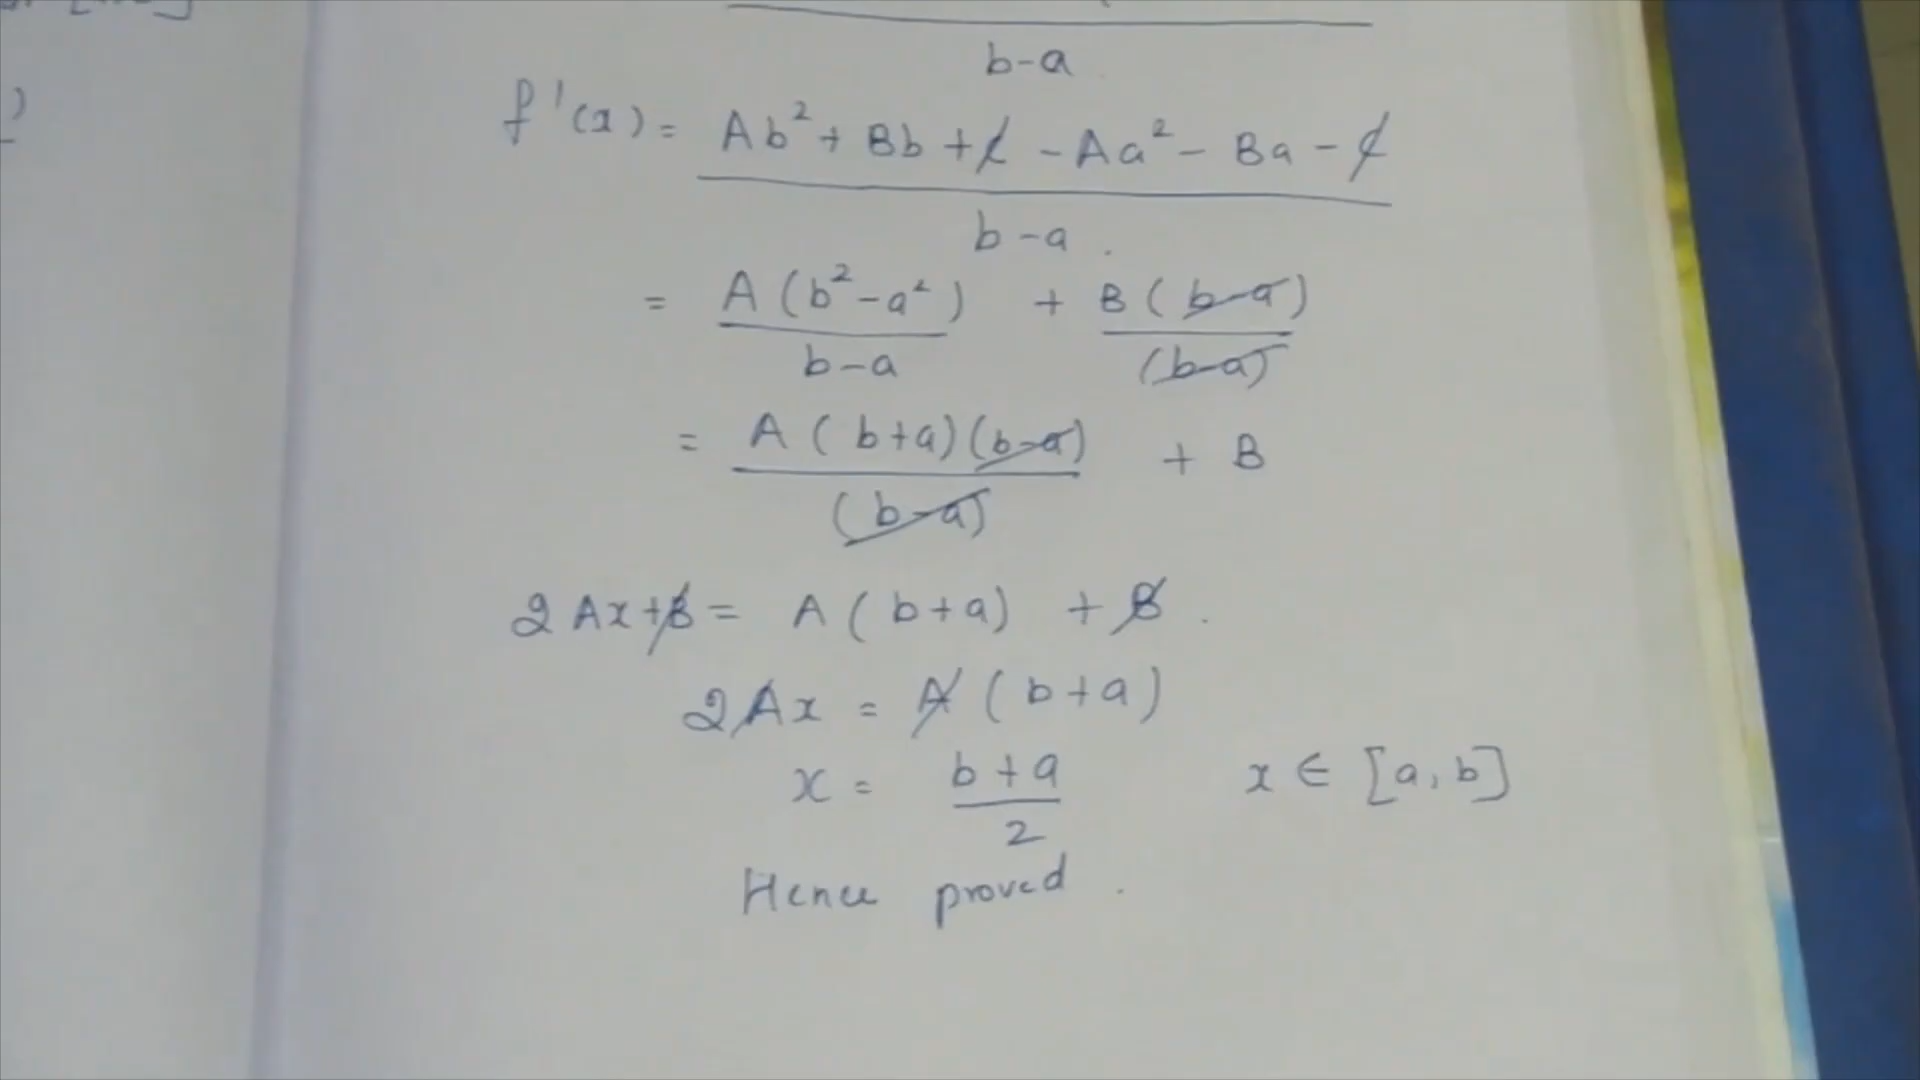 b-a
f'(x) = Ab² + Bb + C - Aa² - Ba - C
b-a.
= A(b²-a²) + B(b-a)
b-a (b-a)
= A(b+a)(b-a) + B
(b-a)
2Ax+B = A(b+a) + B.
2Ax = A(b+a)
x = b+a x ∈ [a,b]
2
Hence proved.